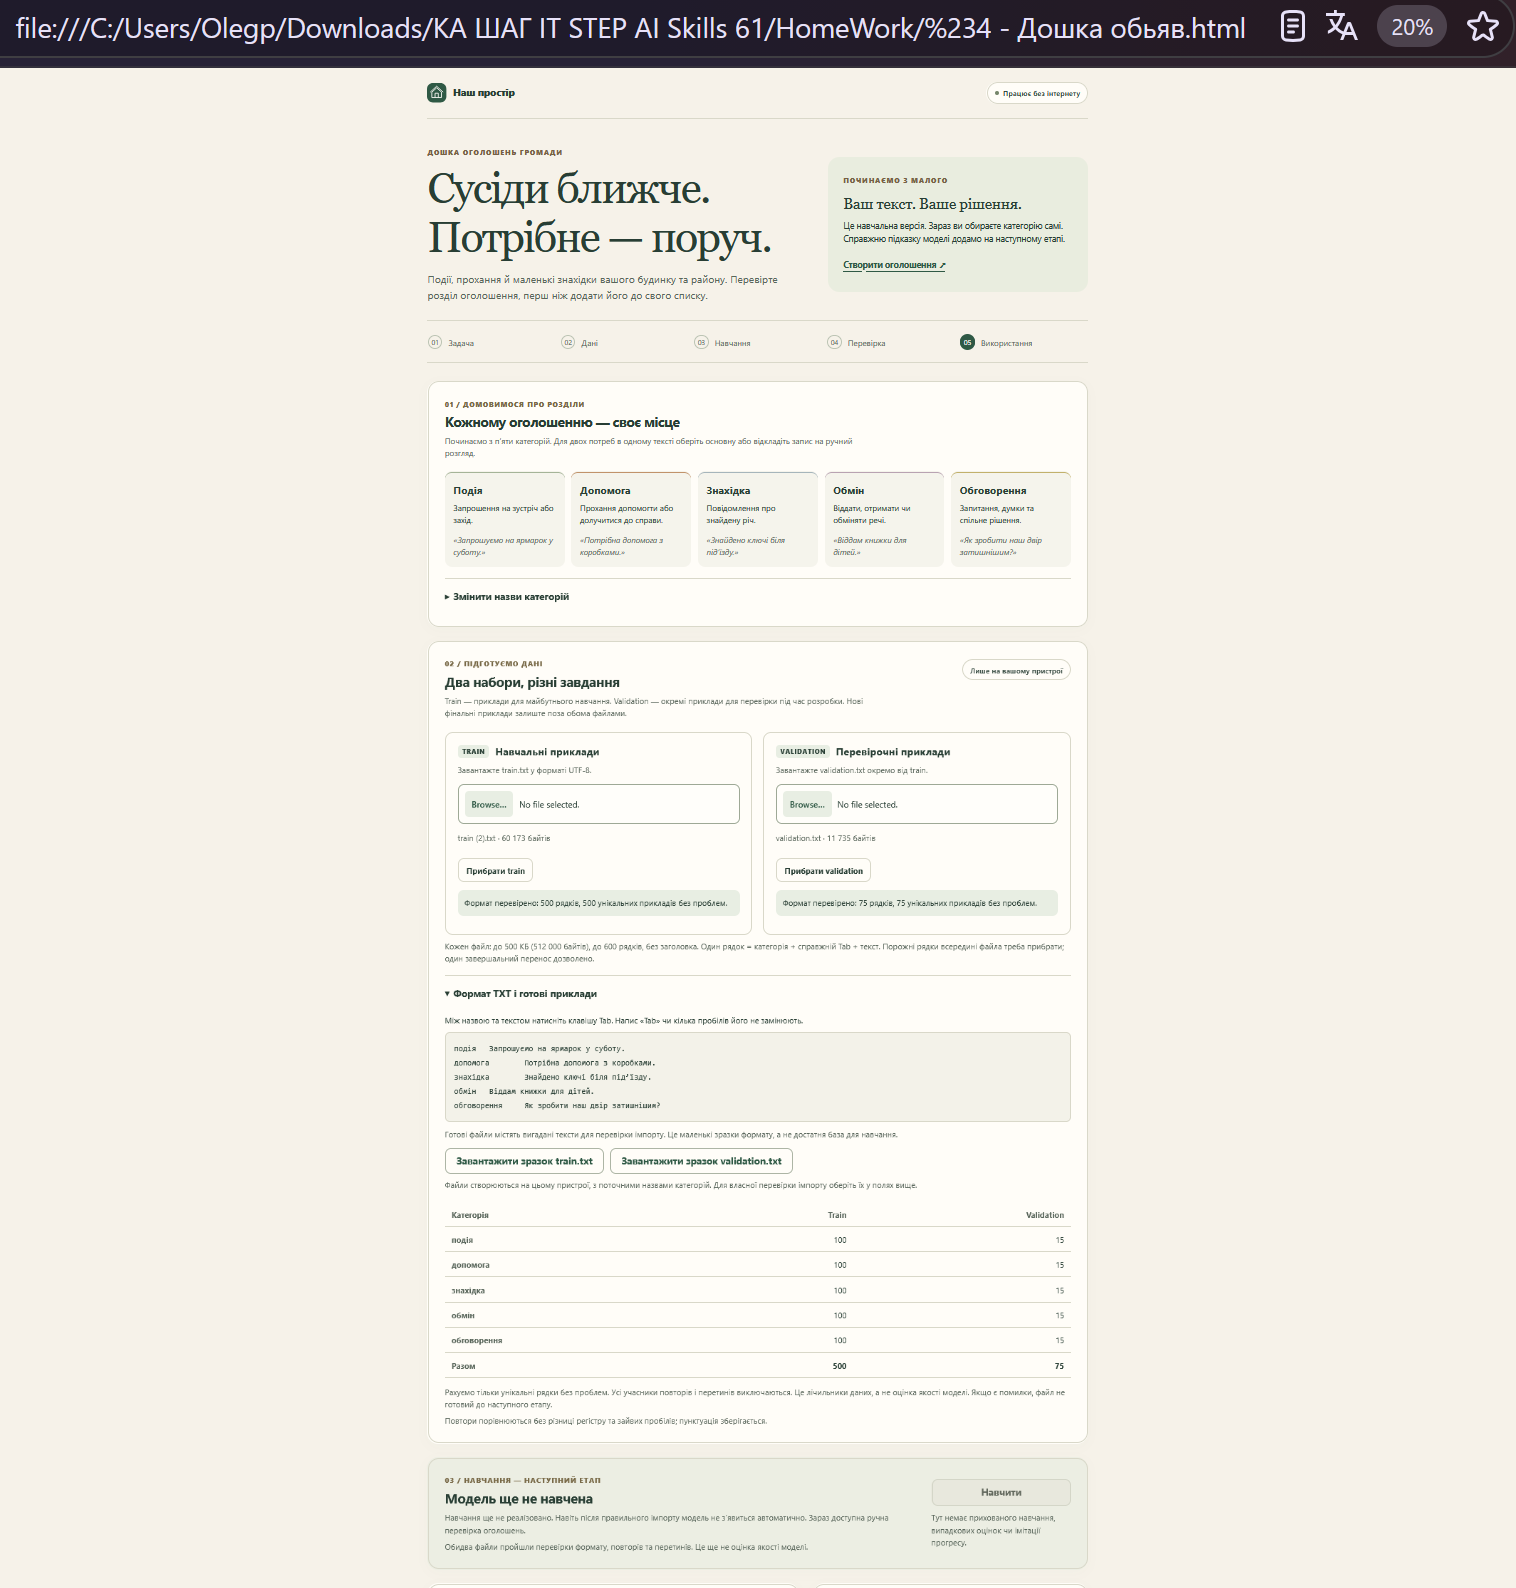 file:///C:/Users/Olegp/Downloads/КА ШАГ IT STEP AI Skills 61/HomeWork/%234 - Дошка обьяв.html
20%
Наш простір
Працює без інтернету
ДОШКА ОГОЛОШЕНЬ ГРОМАДИ
Сусіди ближче.
Потрібне — поруч.
Події, прохання й маленькі знахідки вашого будинку та району. Перевірте
розділ оголошення, перш ніж додати його до свого списку.
ПОЧИНАЄМО З МАЛОГО
Ваш текст. Ваше рішення.
Це навчальна версія. Зараз ви обираєте категорію самі.
Справжню підказку моделі додамо на наступному етапі.
Створити оголошення ↗
01 Задача
02 Дані
03 Навчання
04 Перевірка
05 Використання
01 / ДОМОВИМОСЯ ПРО РОЗДІЛИ
Кожному оголошенню — своє місце
Починаємо з п'яти категорій. Для двох потреб в одному тексті оберіть основну або відкладіть запис на ручний
розгляд.
Подія
Запрошення на зустріч або
захід.
«Запрошуємо на ярмарок у
суботу.»
Допомога
Прохання допомогти або
долучитися до справи.
«Потрібна допомога з
коробками.»
Знахідка
Повідомлення про
знайдену річ.
«Знайдено ключі біля
під'їзду.»
Обмін
Віддати, отримати чи
обміняти речі.
«Віддам книжки для
дітей.»
Обговорення
Запитання, думки та
спільне рішення.
«Як зробити наш двір
затишнішим?»
▸ Змінити назви категорій
02 / ПІДГОТУЄМО ДАНІ
Два набори, різні завдання
Лише на вашому пристрої
Train — приклади для майбутнього навчання. Validation — окремі приклади для перевірки під час розробки. Нові
фінальні приклади залиште поза обома файлами.
TRAIN Навчальні приклади
Завантажте train.txt у форматі UTF-8.
Browse... No file selected.
train (2).txt · 60 173 байтів
Прибрати train
Формат перевірено: 500 рядків, 500 унікальних прикладів без проблем.
VALIDATION Перевірочні приклади
Завантажте validation.txt окремо від train.
Browse... No file selected.
validation.txt · 11 735 байтів
Прибрати validation
Формат перевірено: 75 рядків, 75 унікальних прикладів без проблем.
Кожен файл: до 500 КБ (512 000 байтів), до 600 рядків, без заголовка. Один рядок = категорія + справжній Tab + текст. Порожні рядки всередині файла треба прибрати;
один завершальний перенос дозволено.
▾ Формат TXT і готові приклади
Між назвою та текстом натисніть клавішу Tab. Напис «Tab» чи кілька пробілів його не замінюють.
подія Запрошуємо на ярмарок у суботу.
допомога Потрібна допомога з коробками.
знахідка Знайдено ключі біля під'їзду.
обмін Віддам книжки для дітей.
обговорення Як зробити наш двір затишнішим?
Готові файли містять вигадані тексти для перевірки імпорту. Це маленькі зразки формату, а не достатня база для навчання.
Завантажити зразок train.txt
Завантажити зразок validation.txt
Файли створюються на цьому пристрої, з поточними назвами категорій. Для власної перевірки імпорту оберіть їх у полях вище.
Категорія Train Validation
подія 100 15
допомога 100 15
знахідка 100 15
обмін 100 15
обговорення 100 15
Разом 500 75
Рахуємо тільки унікальні рядки без проблем. Усі учасники повторів і перетинів виключаються. Це лічильники даних, а не оцінка якості моделі. Якщо є помилки, файл не
готовий до наступного етапу.
Повтори порівнюються без різниці регістру та зайвих пробілів; пунктуація зберігається.
03 / НАВЧАННЯ — НАСТУПНИЙ ЕТАП
Модель ще не навчена
Навчання ще не реалізовано. Навіть після правильного імпорту модель не з'явиться автоматично. Зараз доступна ручна
перевірка оголошень.
Обидва файли пройшли перевірки формату, повторів та перетинів. Це ще не оцінка якості моделі.
Навчити
Тут немає прихованого навчання,
випадкових оцінок чи імітації
прогресу.